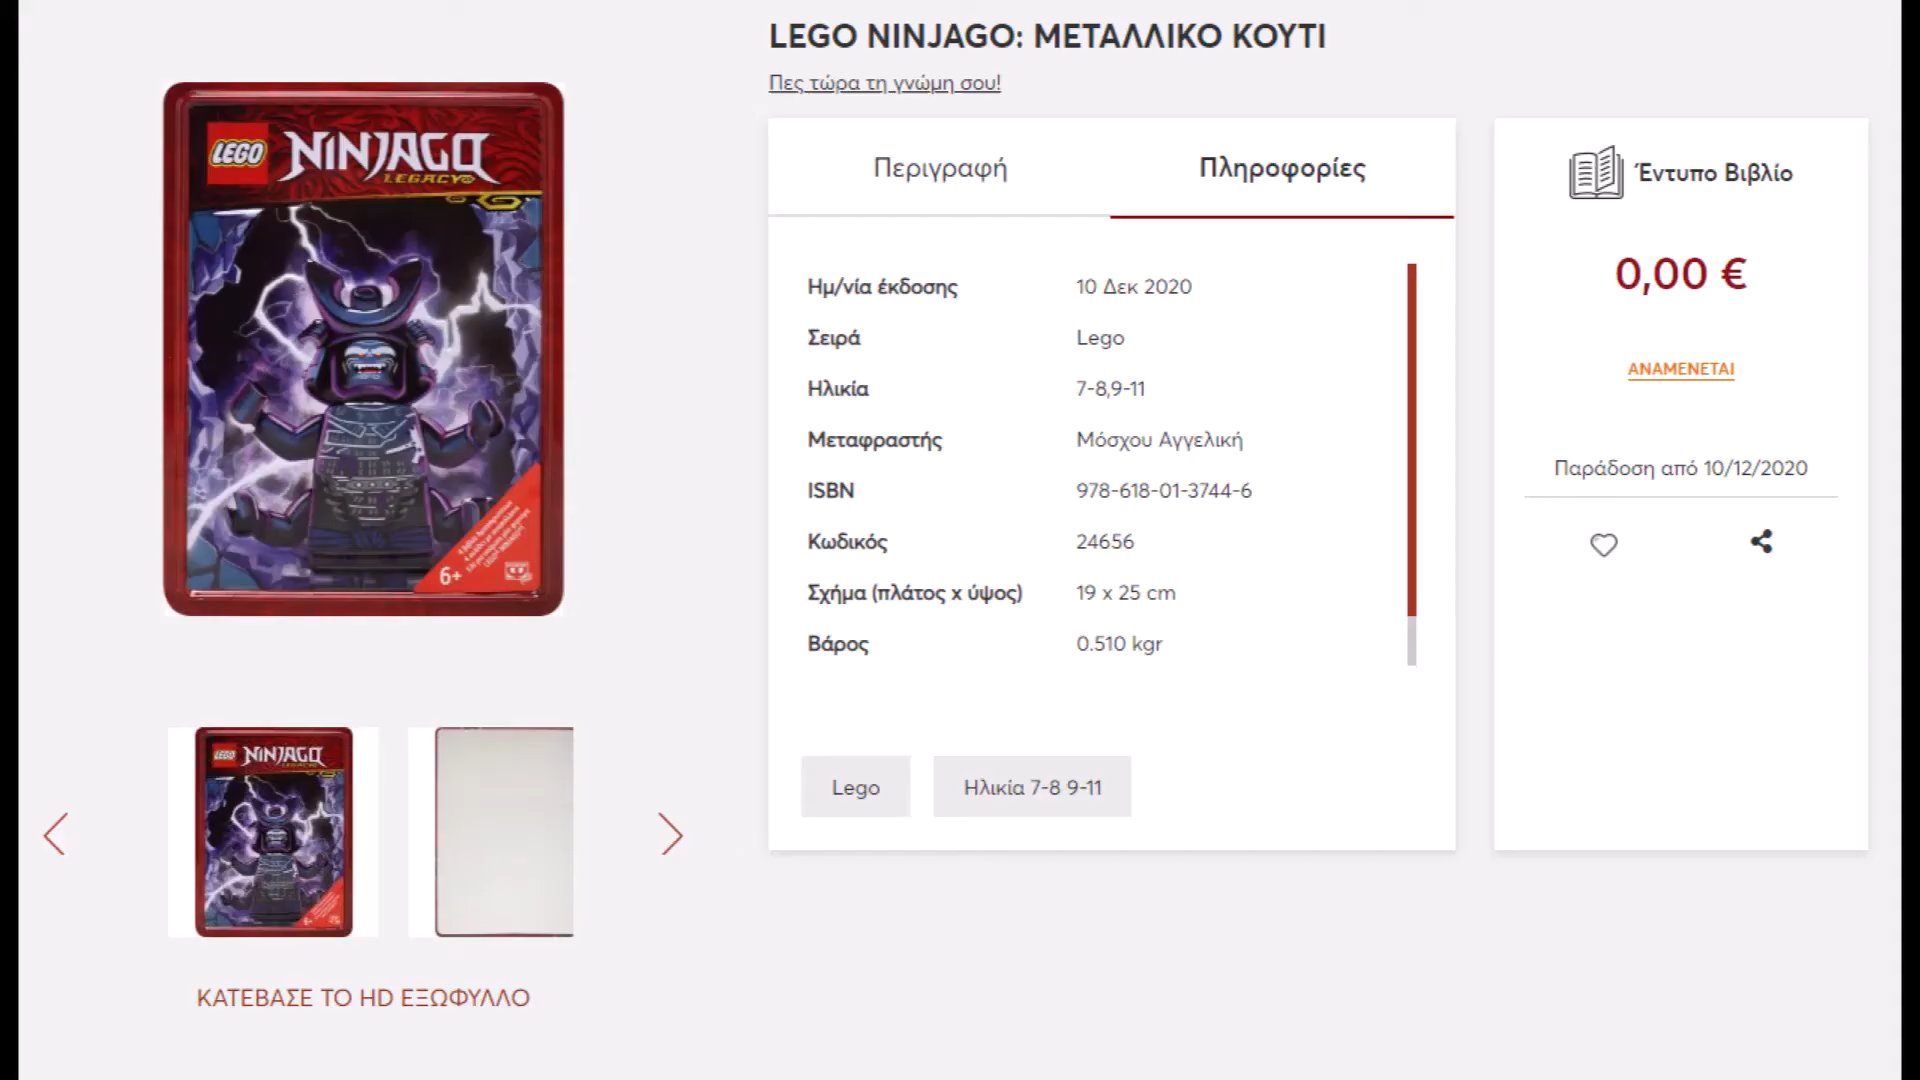 LEGO NINJAGO: ΜΕΤΑΛΛΙΚΟ ΚΟΥΤΙ
Πες τώρα τη γνώμη σου!
LEGO NINJAGO
LEGACY
6+
Περιγραφή
Πληροφορίες
Ημ/νία έκδοσης 10 Δεκ 2020
Σειρά Lego
Ηλικία 7-8,9-11
Μεταφραστής Μόσχου Αγγελική
ISBN 978-618-01-3744-6
Κωδικός 24656
Σχήμα (πλάτος x ύψος) 19 x 25 cm
Βάρος 0.510 kgr
Lego
Ηλικία 7-8 9-11
Έντυπο Βιβλίο
0,00 €
ΑΝΑΜΕΝΕΤΑΙ
Παράδοση από 10/12/2020
LEGO NINJAGO
ΚΑΤΕΒΑΣΕ ΤΟ HD ΕΞΩΦΥΛΛΟ